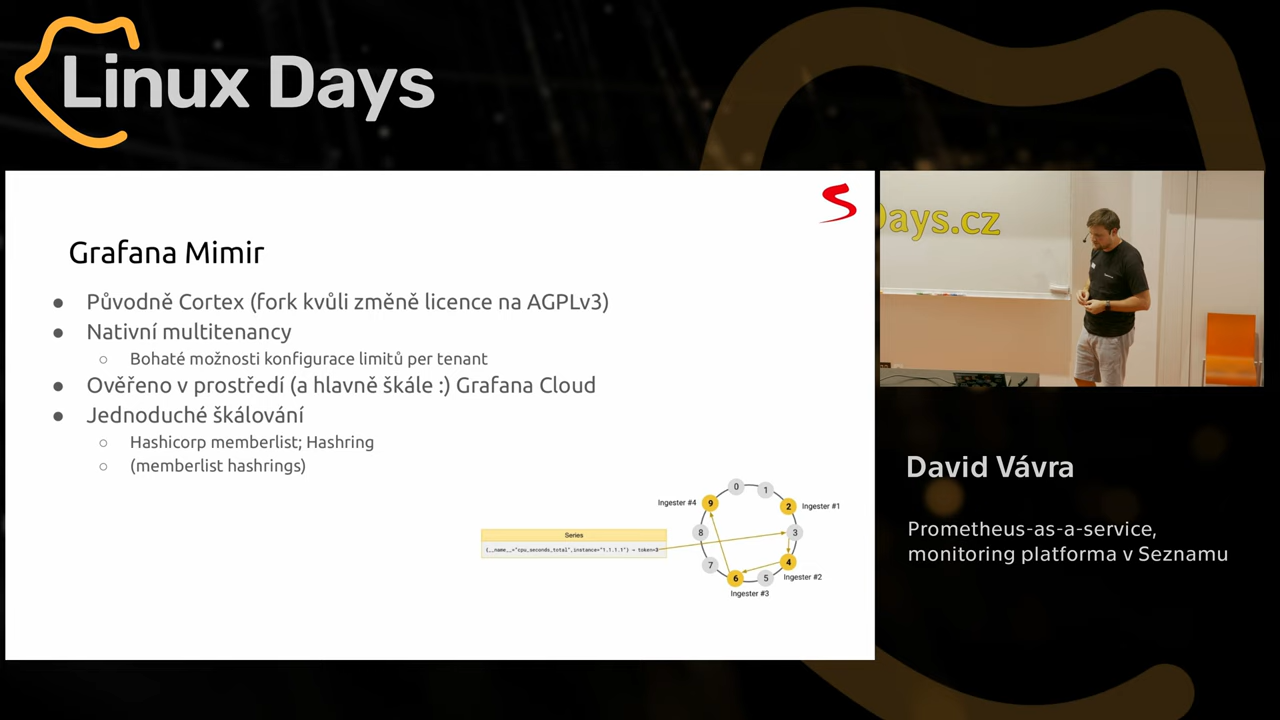 Linux Days
Grafana Mimir
● Původně Cortex (fork kvůli změně licence na AGPLv3)
● Nativní multitenancy
○ Bohaté možnosti konfigurace limitů per tenant
● Ověřeno v prostředí (a hlavně škále :) Grafana Cloud
● Jednoduché škálování
○ Hashicorp memberlist; Hashring
○ (memberlist hashrings)
Series
{__name__="cpu_seconds_total",instance="1.1.1.1"} → token=3
0
1
Ingester #4
9
2
Ingester #1
8
3
7
4
Ingester #2
6
5
Ingester #3
Days.cz
David Vávra
Prometheus-as-a-service,
monitoring platforma v Seznamu